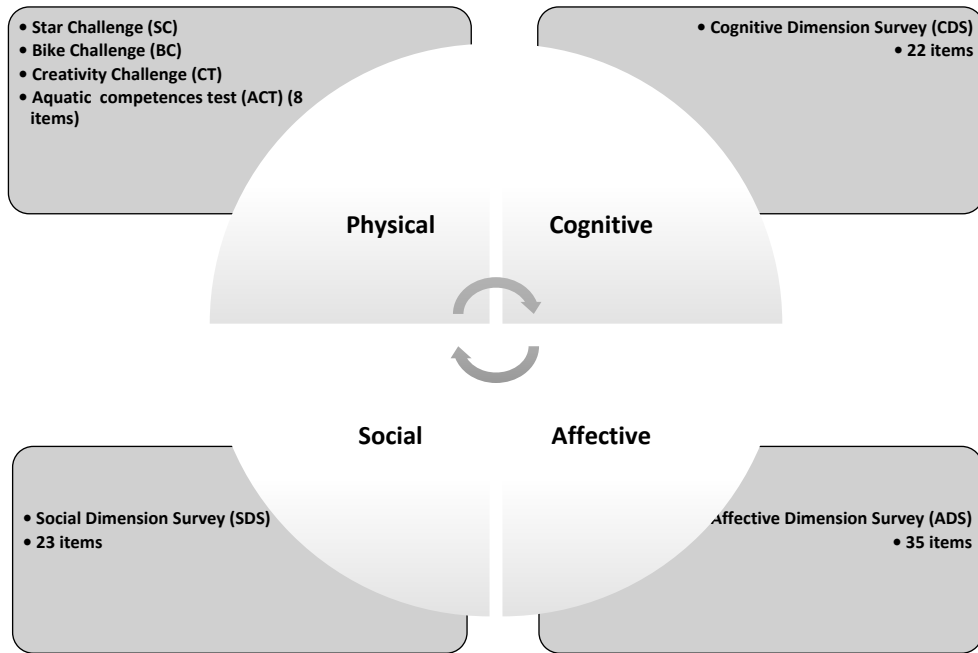 • Star Challenge (SC)
• Bike Challenge (BC)
• Creativity Challenge (CT)
• Aquatic competences test (ACT) (8
items)
• Cognitive Dimension Survey (CDS)
• 22 items
Physical
Cognitive
Social
Affective
• Social Dimension Survey (SDS)
• 23 items
Affective Dimension Survey (ADS)
• 35 items